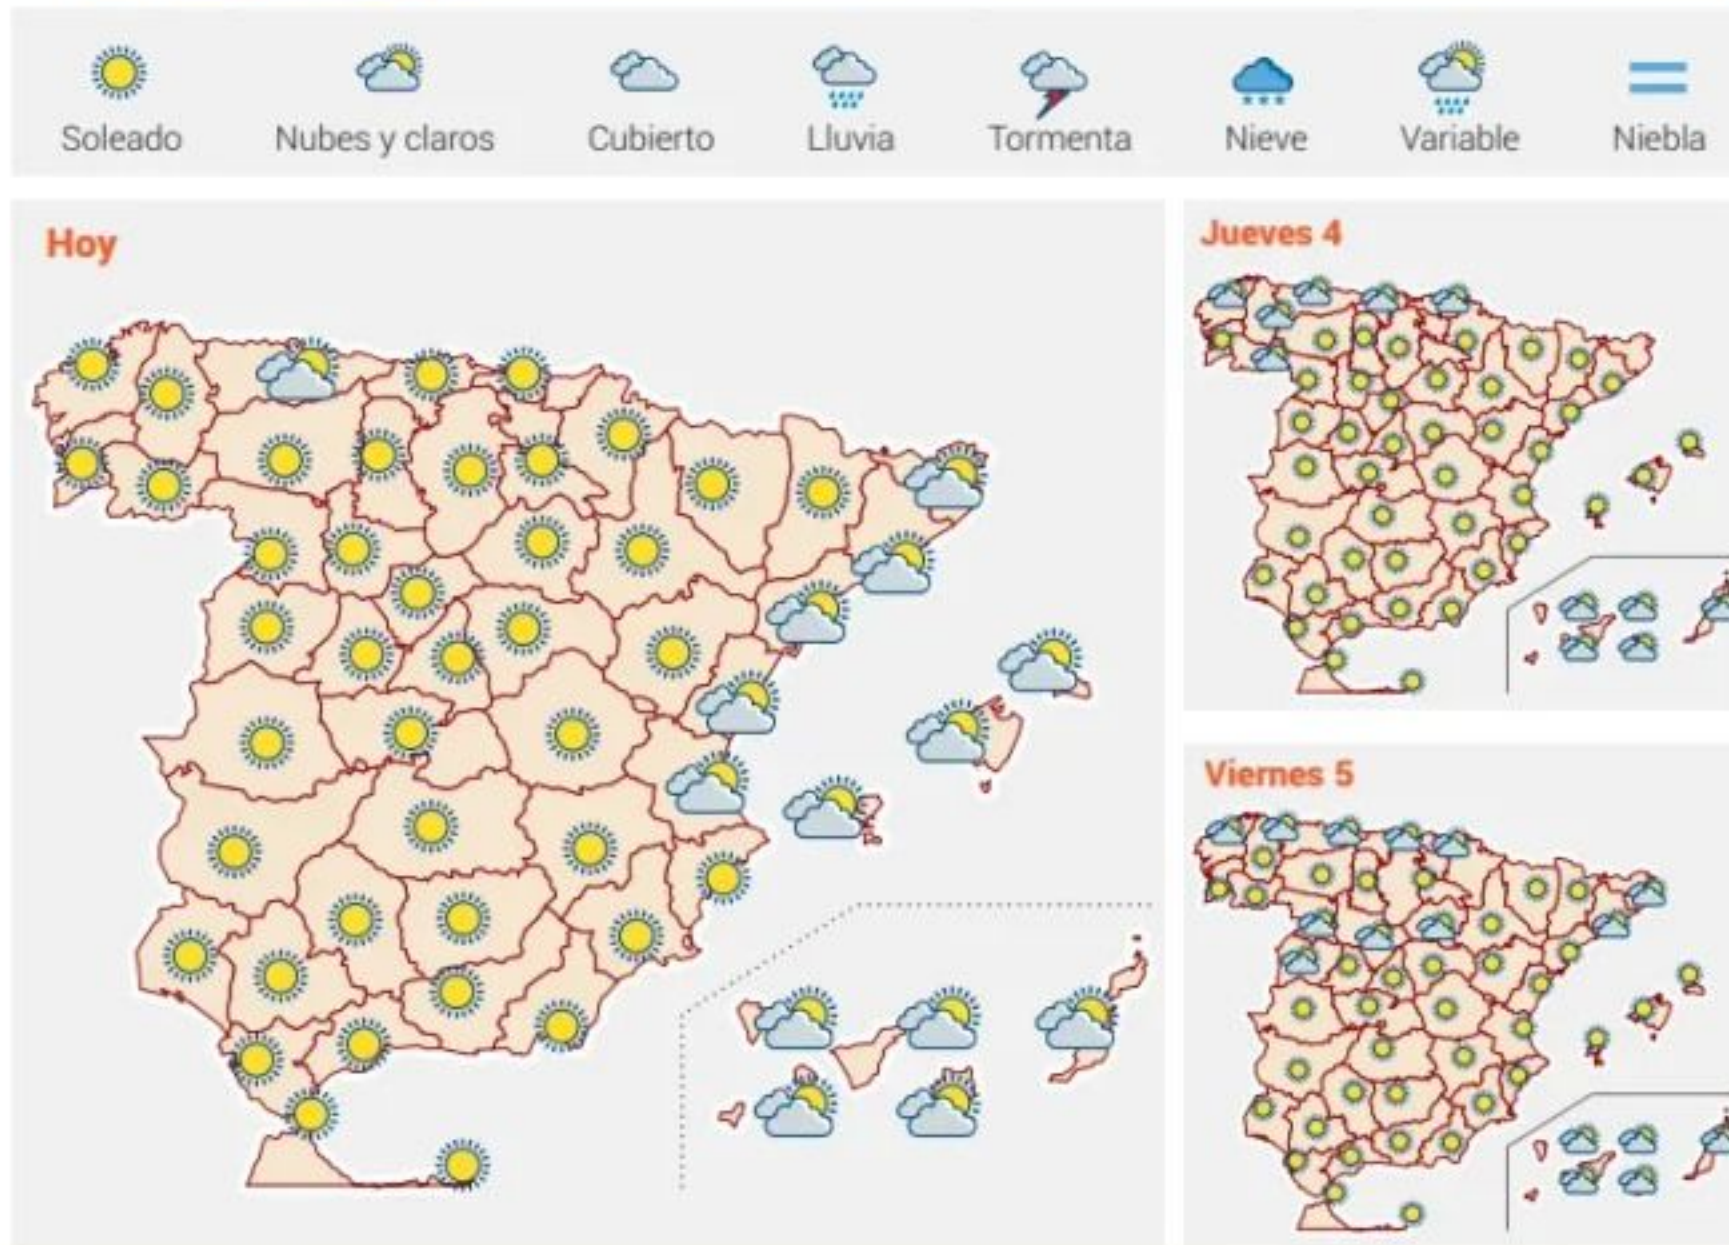 Soleado Nubes y claros Cubierto Lluvia Tormenta Nieve Variable Niebla
Hoy
Jueves 4
Viernes 5